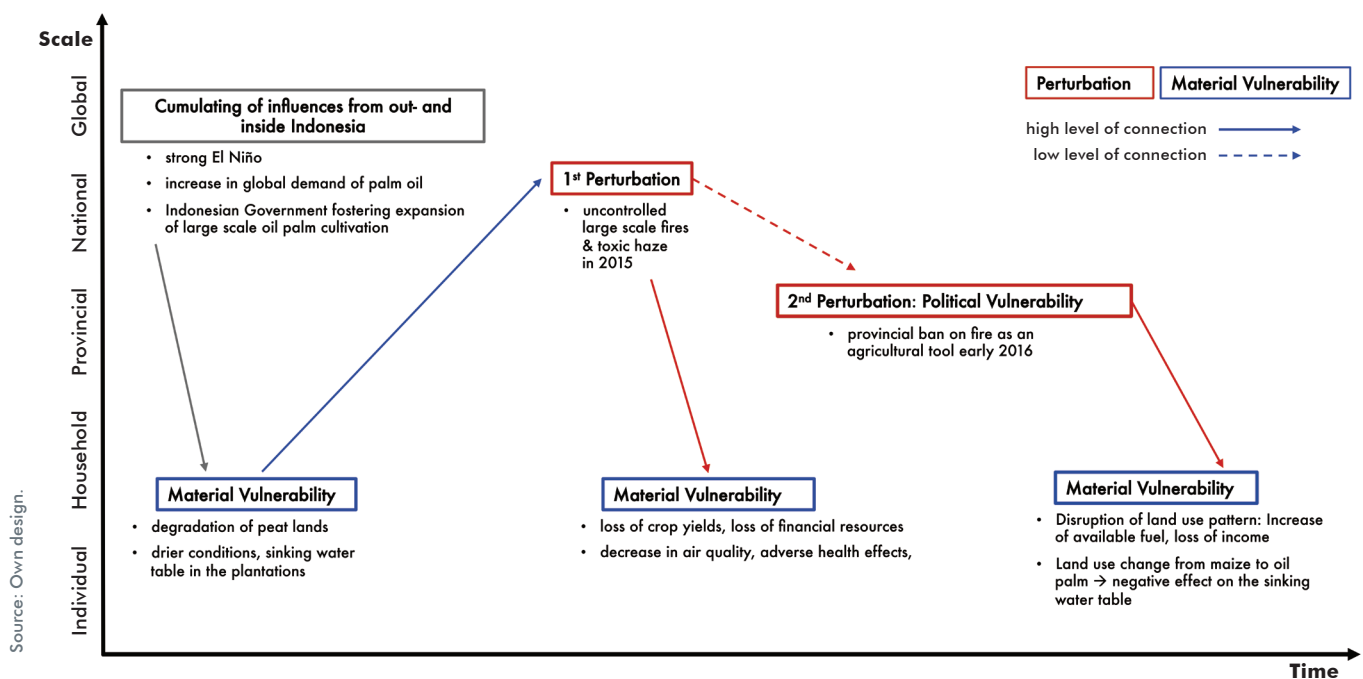 Scale
Global
National
Provincial
Household
Individual
Cumulating of influences from out- and
inside Indonesia
• strong El Niño
• increase in global demand of palm oil
• Indonesian Government fostering expansion
of large scale oil palm cultivation
Perturbation
Material Vulnerability
high level of connection
low level of connection
1st Perturbation
• uncontrolled
large scale fires
& toxic haze
in 2015
2nd Perturbation: Political Vulnerability
• provincial ban on fire as an
agricultural tool early 2016
Material Vulnerability
• degradation of peat lands
• drier conditions, sinking water
table in the plantations
Material Vulnerability
• loss of crop yields, loss of financial resources
• decrease in air quality, adverse health effects,
Material Vulnerability
• Disruption of land use pattern: Increase
of available fuel, loss of income
• Land use change from maize to oil
palm → negative effect on the sinking
water table
Time
Source: Own design.